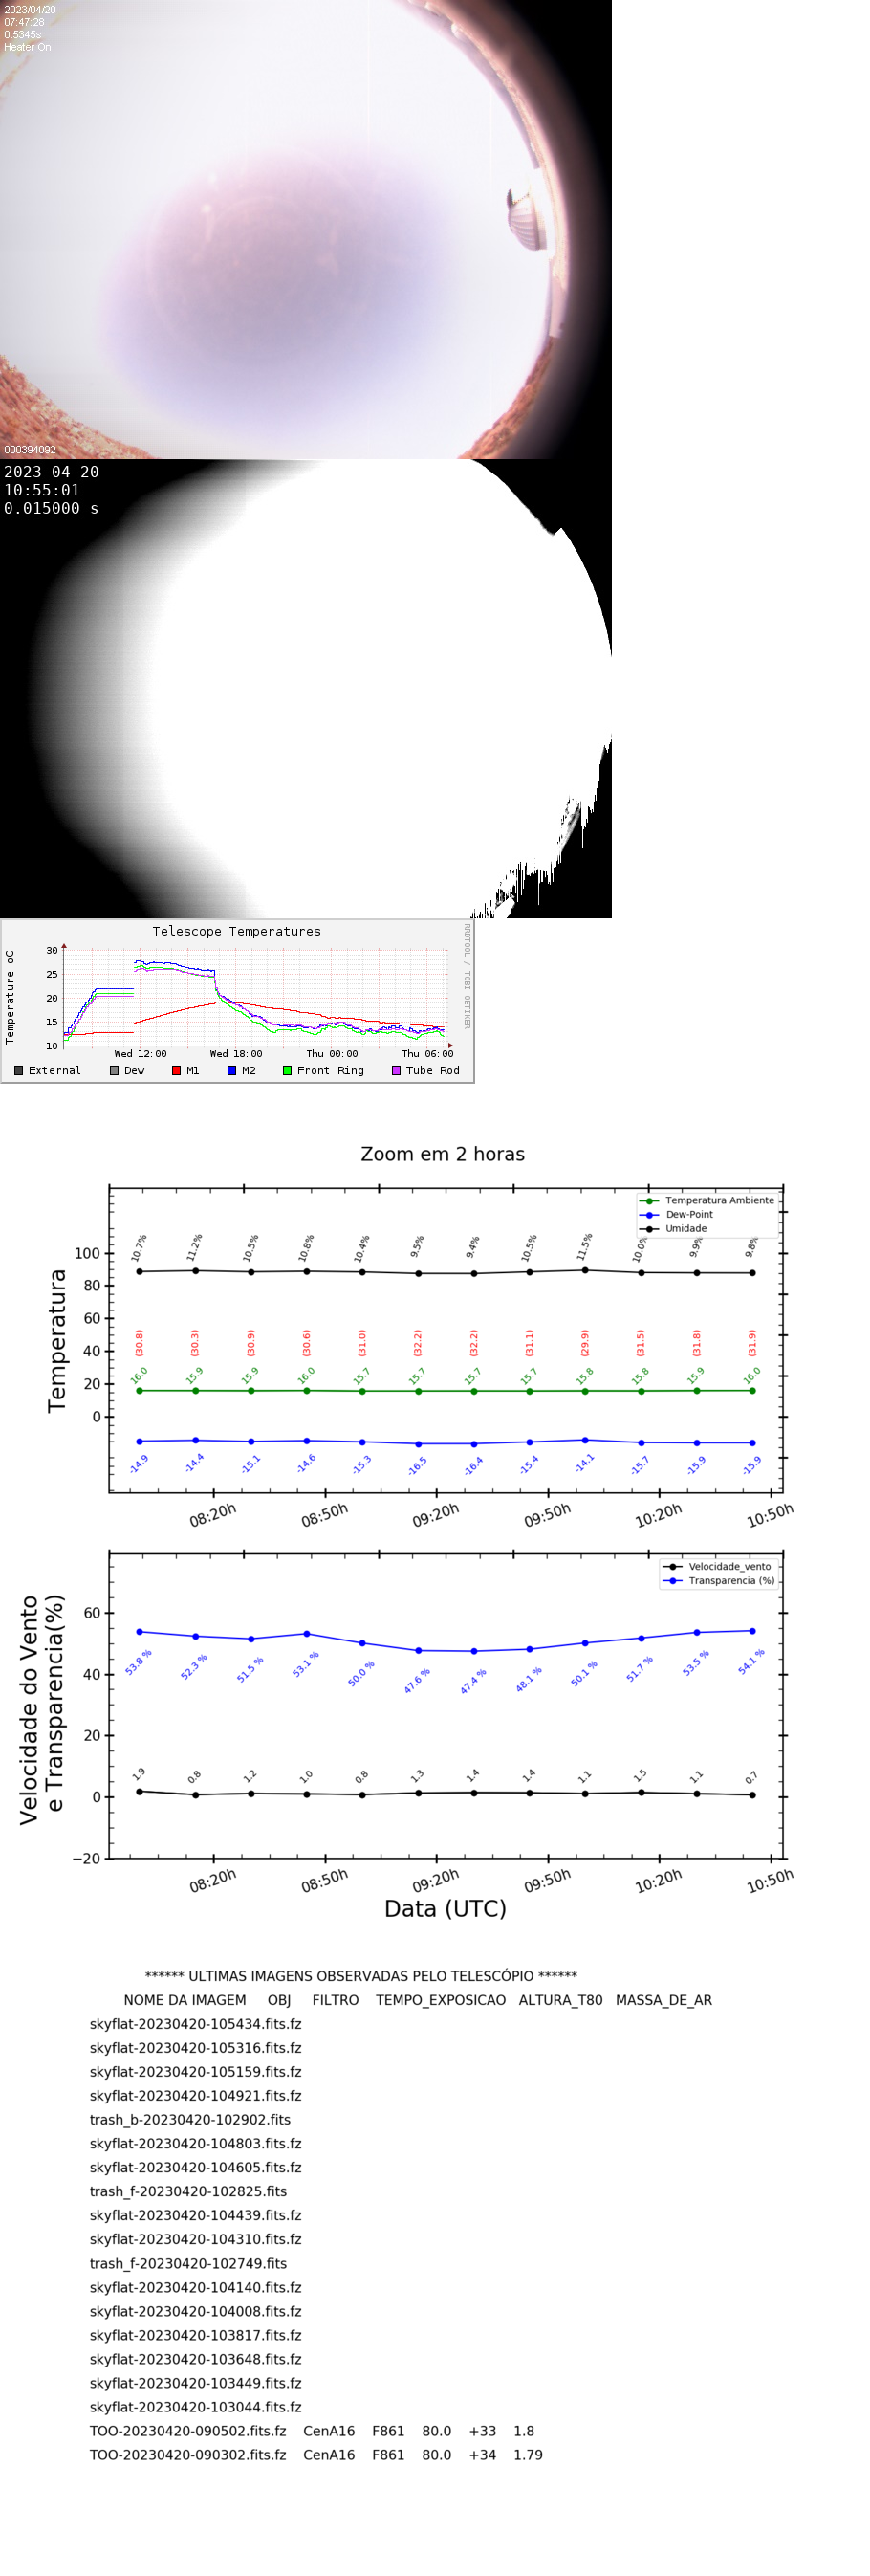 2023/04/20
07:47:28
0.5345s
Heater On
000394092
2023-04-20
10:55:01
0.015000 s
Telescope Temperatures
RRDTOOL / TOBI OETIKER
Temperature oC
30
25
20
15
10
Wed 12:00 Wed 18:00 Thu 00:00 Thu 06:00
External Dew M1 M2 Front Ring Tube Rod
Zoom em 2 horas
Temperatura Ambiente
Dew-Point
Umidade
Temperatura
100
80
60
40
20
0
10.7% 11.2% 10.5% 10.8% 10.4% 9.5% 9.4% 10.5% 11.5% 10.0% 9.9% 9.8%
(30.8) (30.3) (30.9) (30.6) (31.0) (32.2) (32.2) (31.1) (29.9) (31.5) (31.8) (31.9)
16.0 15.9 15.9 16.0 15.7 15.7 15.7 15.7 15.8 15.8 15.9 16.0
-14.9 -14.4 -15.1 -14.6 -15.3 -16.5 -16.4 -15.4 -14.1 -15.7 -15.9 -15.9
08:20h 08:50h 09:20h 09:50h 10:20h 10:50h
Velocidade_vento
Transparencia (%)
Velocidade do Vento
e Transparencia(%)
60
40
20
0
−20
53.8 % 52.3 % 51.5 % 53.1 % 50.0 % 47.6 % 47.4 % 48.1 % 50.1 % 51.7 % 53.5 % 54.1 %
1.9 0.8 1.2 1.0 0.8 1.3 1.4 1.4 1.1 1.5 1.1 0.7
08:20h 08:50h 09:20h 09:50h 10:20h 10:50h
Data (UTC)
****** ULTIMAS IMAGENS OBSERVADAS PELO TELESCÓPIO ******
NOME DA IMAGEM OBJ FILTRO TEMPO_EXPOSICAO ALTURA_T80 MASSA_DE_AR
skyflat-20230420-105434.fits.fz
skyflat-20230420-105316.fits.fz
skyflat-20230420-105159.fits.fz
skyflat-20230420-104921.fits.fz
trash_b-20230420-102902.fits
skyflat-20230420-104803.fits.fz
skyflat-20230420-104605.fits.fz
trash_f-20230420-102825.fits
skyflat-20230420-104439.fits.fz
skyflat-20230420-104310.fits.fz
trash_f-20230420-102749.fits
skyflat-20230420-104140.fits.fz
skyflat-20230420-104008.fits.fz
skyflat-20230420-103817.fits.fz
skyflat-20230420-103648.fits.fz
skyflat-20230420-103449.fits.fz
skyflat-20230420-103044.fits.fz
TOO-20230420-090502.fits.fz CenA16 F861 80.0 +33 1.8
TOO-20230420-090302.fits.fz CenA16 F861 80.0 +34 1.79